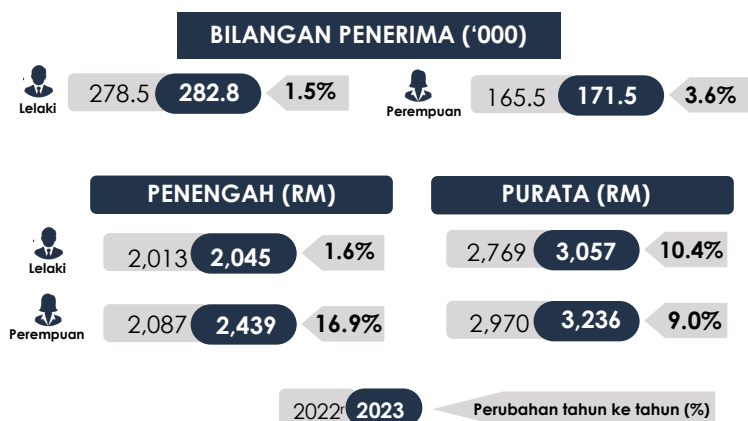 BILANGAN PENERIMA (‘000)
Lelaki 278.5 282.8 1.5%
Perempuan 165.5 171.5 3.6%
PENENGAH (RM)
Lelaki 2,013 2,045 1.6%
Perempuan 2,087 2,439 16.9%
PURATA (RM)
2,769 3,057 10.4%
2,970 3,236 9.0%
2022ʳ 2023 Perubahan tahun ke tahun (%)